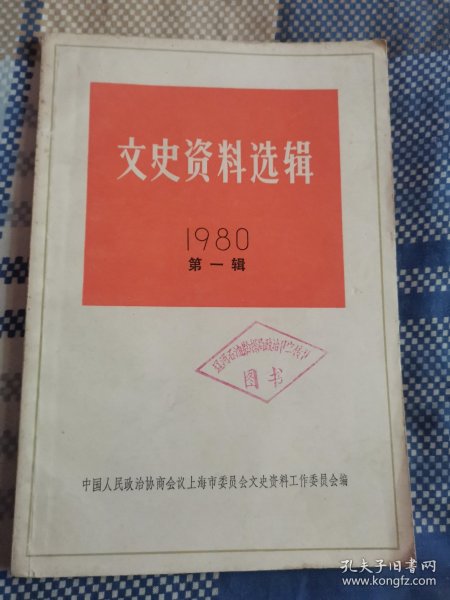 文史资料选辑
1980
第一辑
图书
中国人民政治协商会议上海市委员会文史资料工作委员会编
孔夫子旧书网
www.kongfz.com